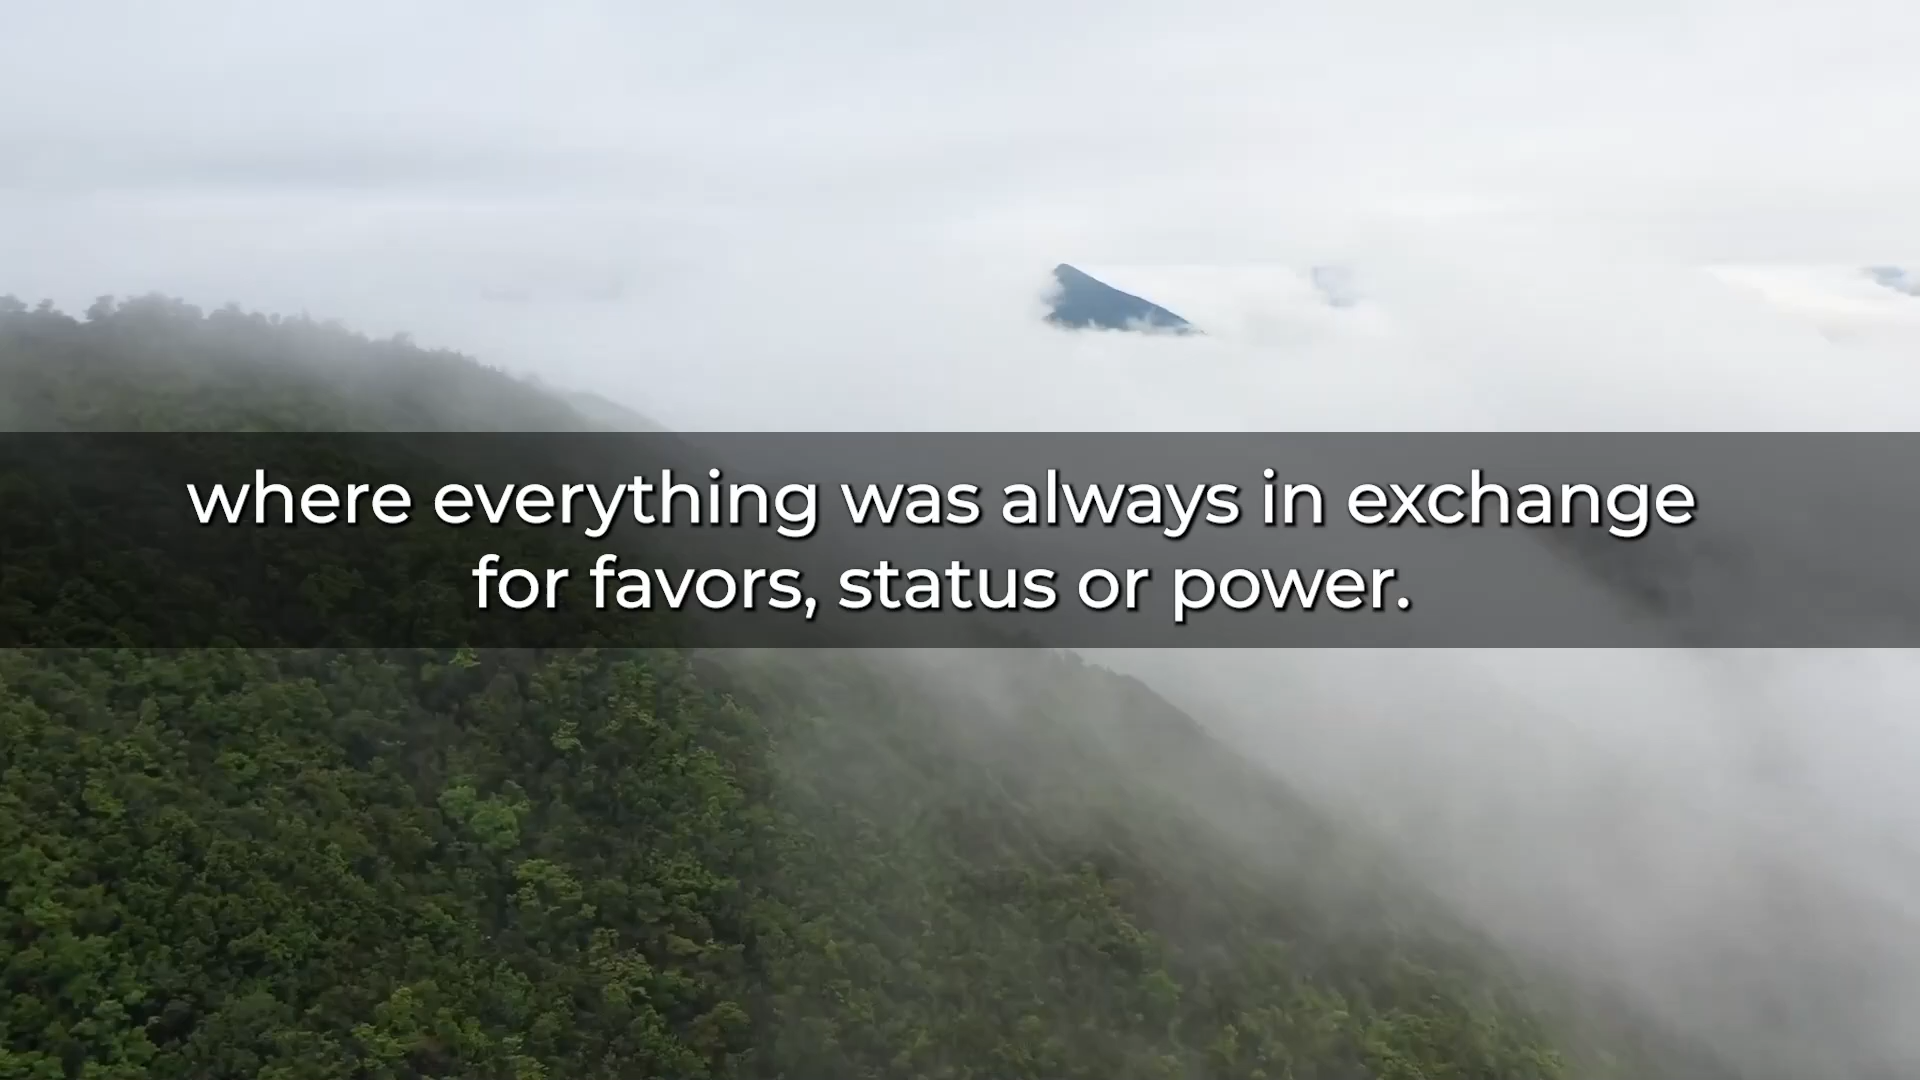 where everything was always in exchange
for favors, status or power.